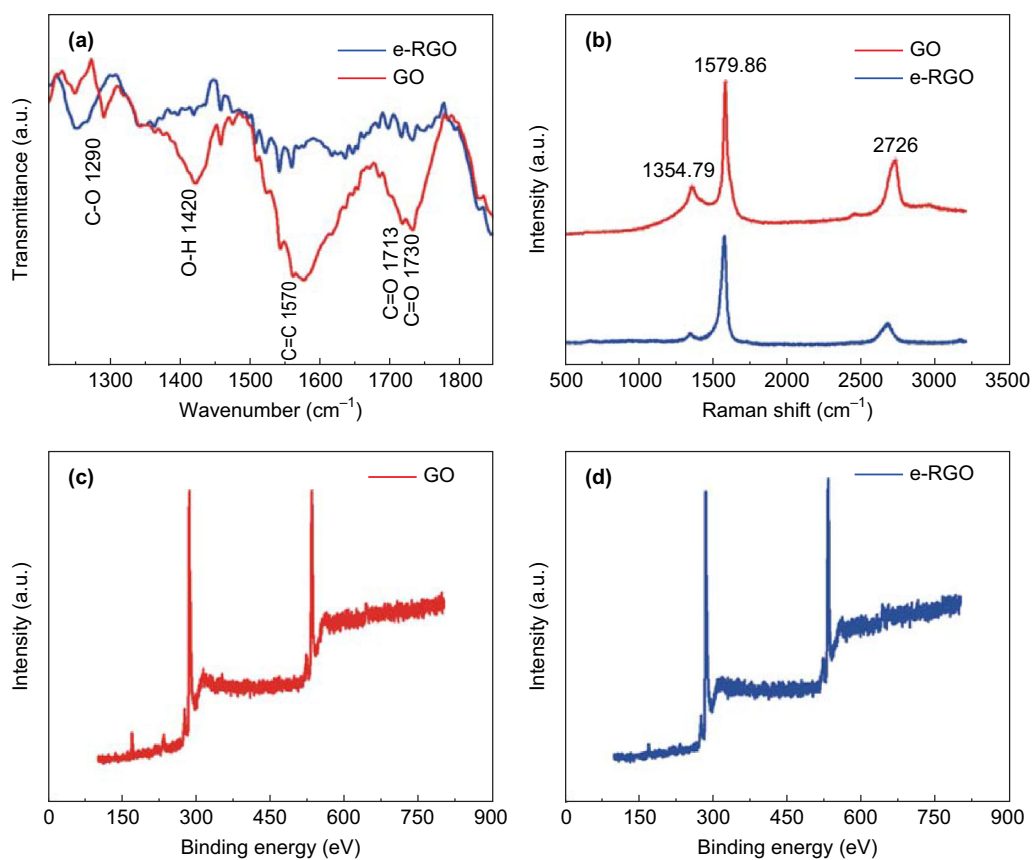 (a)
e-RGO
GO
C-O 1290
O-H 1420
C=C 1570
C=O 1713
C=O 1730
Transmittance (a.u.)
1300 1400 1500 1600 1700 1800
Wavenumber (cm⁻¹)
(b)
GO
e-RGO
1579.86
1354.79
2726
Intensity (a.u.)
500 1000 1500 2000 2500 3000 3500
Raman shift (cm⁻¹)
(c)
GO
Intensity (a.u.)
0 150 300 450 600 750 900
Binding energy (eV)
(d)
e-RGO
Intensity (a.u.)
0 150 300 450 600 750 900
Binding energy (eV)